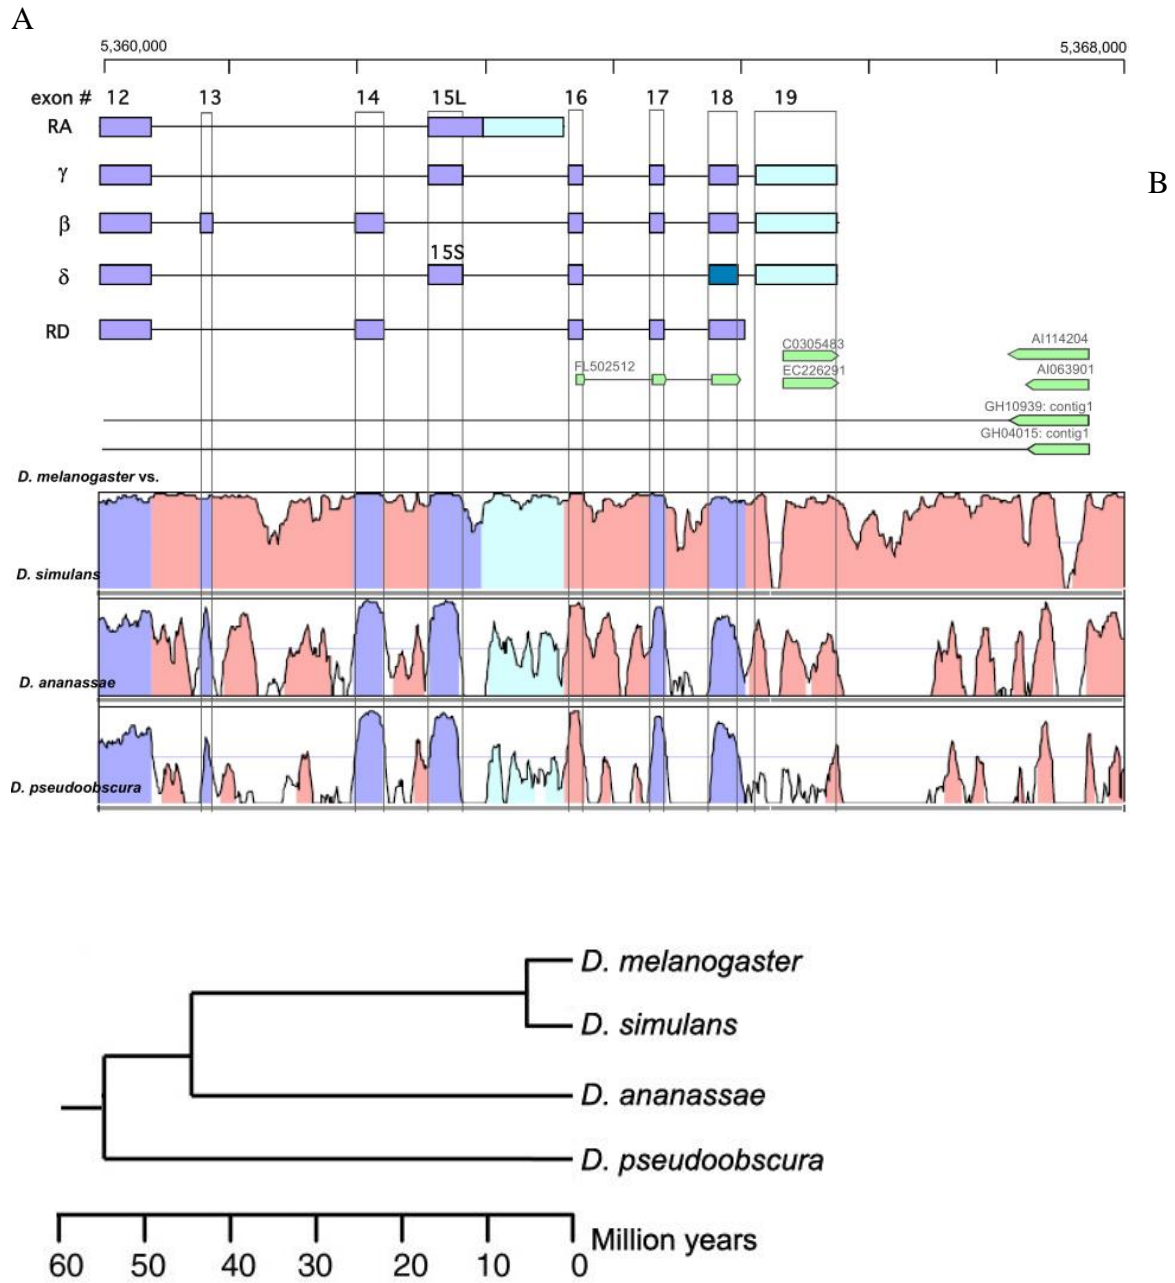 A
5,360,000 5,368,000
exon # 12 13 14 15L 16 17 18 19
RA
γ
B
β
15S
δ
RD
C0305483 AI114204
FL502512 EC226291 AI063901
GH10939: contig1
GH04015: contig1
D. melanogaster vs.
D. simulans
D. ananassae
D. pseudoobscura
D. melanogaster
D. simulans
D. ananassae
D. pseudoobscura
Million years
60 50 40 30 20 10 0